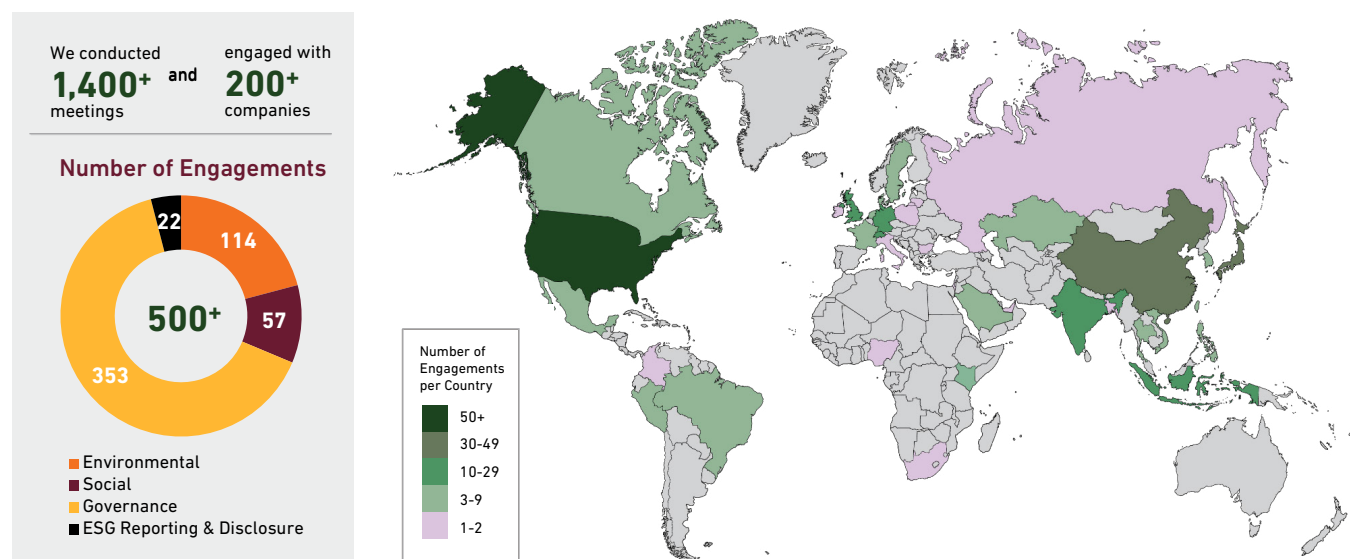 We conducted
1,400+
meetings
and
engaged with
200+
companies
Number of Engagements
22
114
57
353
500+
Environmental
Social
Governance
ESG Reporting & Disclosure
Number of
Engagements
per Country
50+
30-49
10-29
3-9
1-2